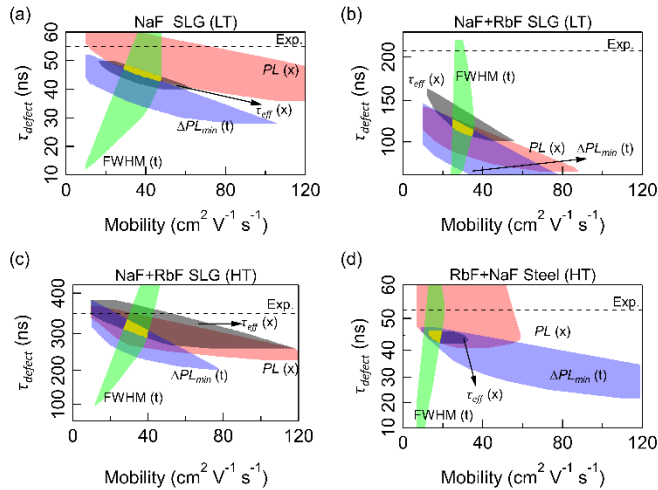 (a) NaF SLG (LT)
60
50
40
30
20
10
τdefect (ns)
Exp.
PL (x)
τeff (x)
ΔPLmin (t)
FWHM (t)
0 40 80 120
Mobility (cm² V⁻¹ s⁻¹)
(b) NaF+RbF SLG (LT)
200
150
100
τdefect (ns)
Exp.
FWHM (t)
τeff (x)
PL (x)
ΔPLmin (t)
0 40 80 120
Mobility (cm² V⁻¹ s⁻¹)
(c) NaF+RbF SLG (HT)
400
300
200
100
τdefect (ns)
Exp.
τeff (x)
PL (x)
ΔPLmin (t)
FWHM (t)
0 40 80 120
Mobility (cm² V⁻¹ s⁻¹)
(d) RbF+NaF Steel (HT)
60
45
30
20
10
τdefect (ns)
Exp.
PL (x)
ΔPLmin (t)
τeff (x)
FWHM (t)
0 40 80 120
Mobility (cm² V⁻¹ s⁻¹)